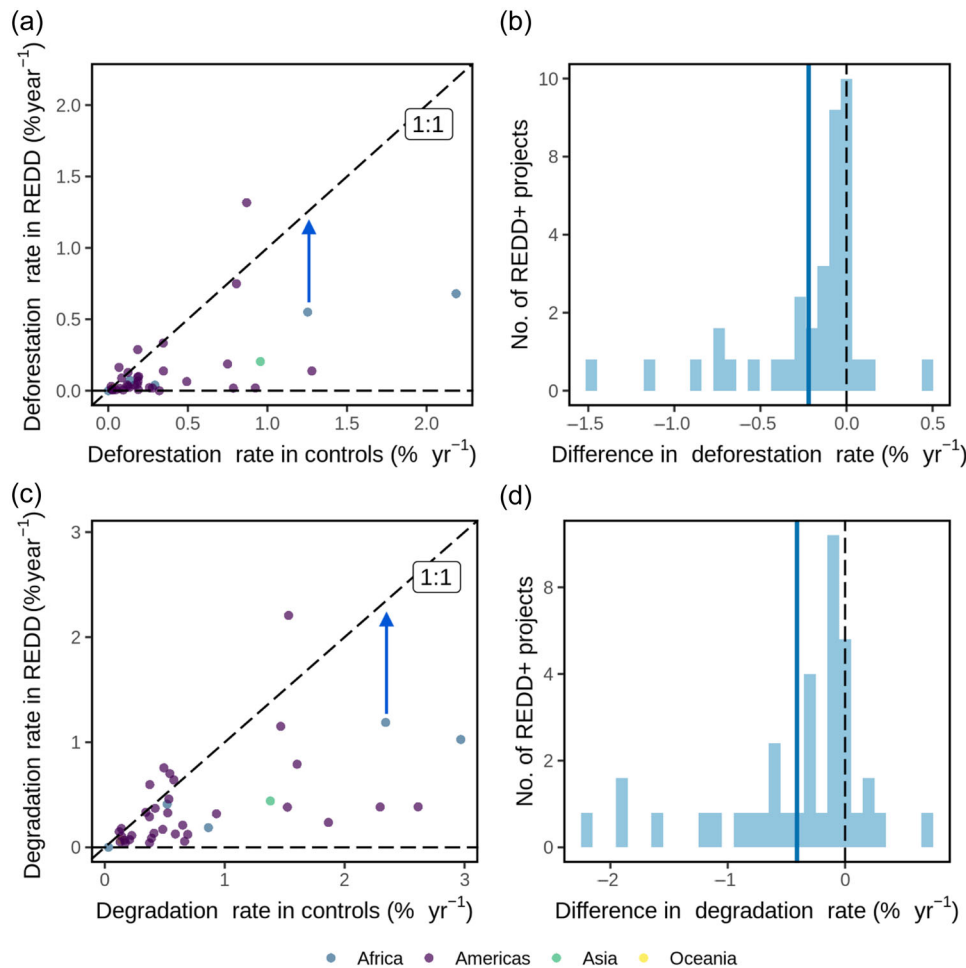 (a)
Deforestation rate in REDD (% year⁻¹)
2.0
1.5
1.0
0.5
0.0
1:1
0.0 0.5 1.0 1.5 2.0
Deforestation rate in controls (% yr⁻¹)
(b)
No. of REDD+ projects
10
8
4
2
0
−1.5 −1.0 −0.5 0.0 0.5
Difference in deforestation rate (% yr⁻¹)
(c)
Degradation rate in REDD (% year⁻¹)
3
2
1
0
1:1
0 1 2 3
Degradation rate in controls (% yr⁻¹)
(d)
No. of REDD+ projects
8
4
2
0
−2 −1 0
Difference in degradation rate (% yr⁻¹)
Africa Americas Asia Oceania